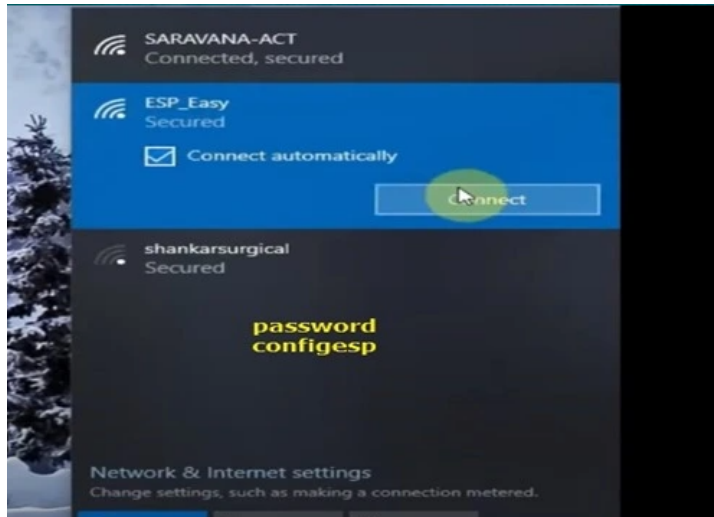 SARAVANA-ACT
Connected, secured
ESP_Easy
Secured
Connect automatically
Connect
shankarsurgical
Secured
password
configesp
Network & Internet settings
Change settings, such as making a connection metered.